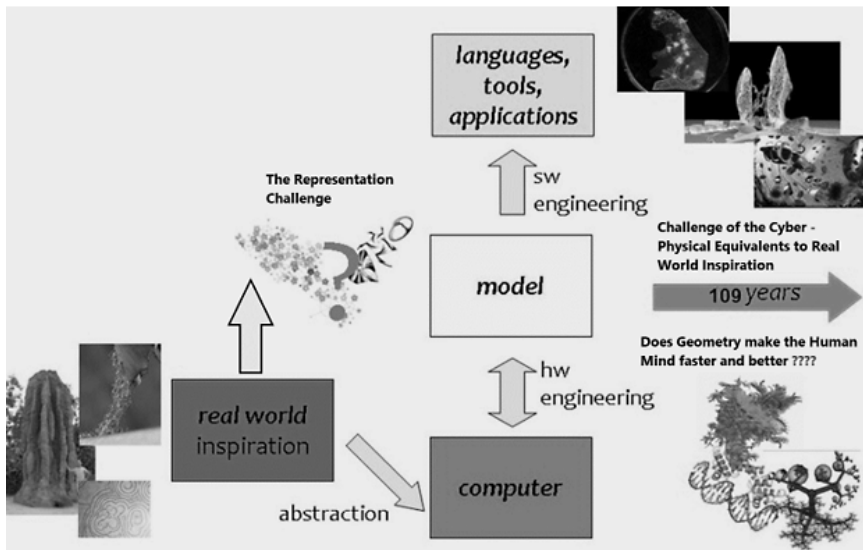 languages,
tools,
applications
sw
engineering
The Representation
Challenge
Challenge of the Cyber -
Physical Equivalents to Real
World Inspiration
model
109 years
Does Geometry make the Human
Mind faster and better ????
hw
engineering
real world
inspiration
computer
abstraction